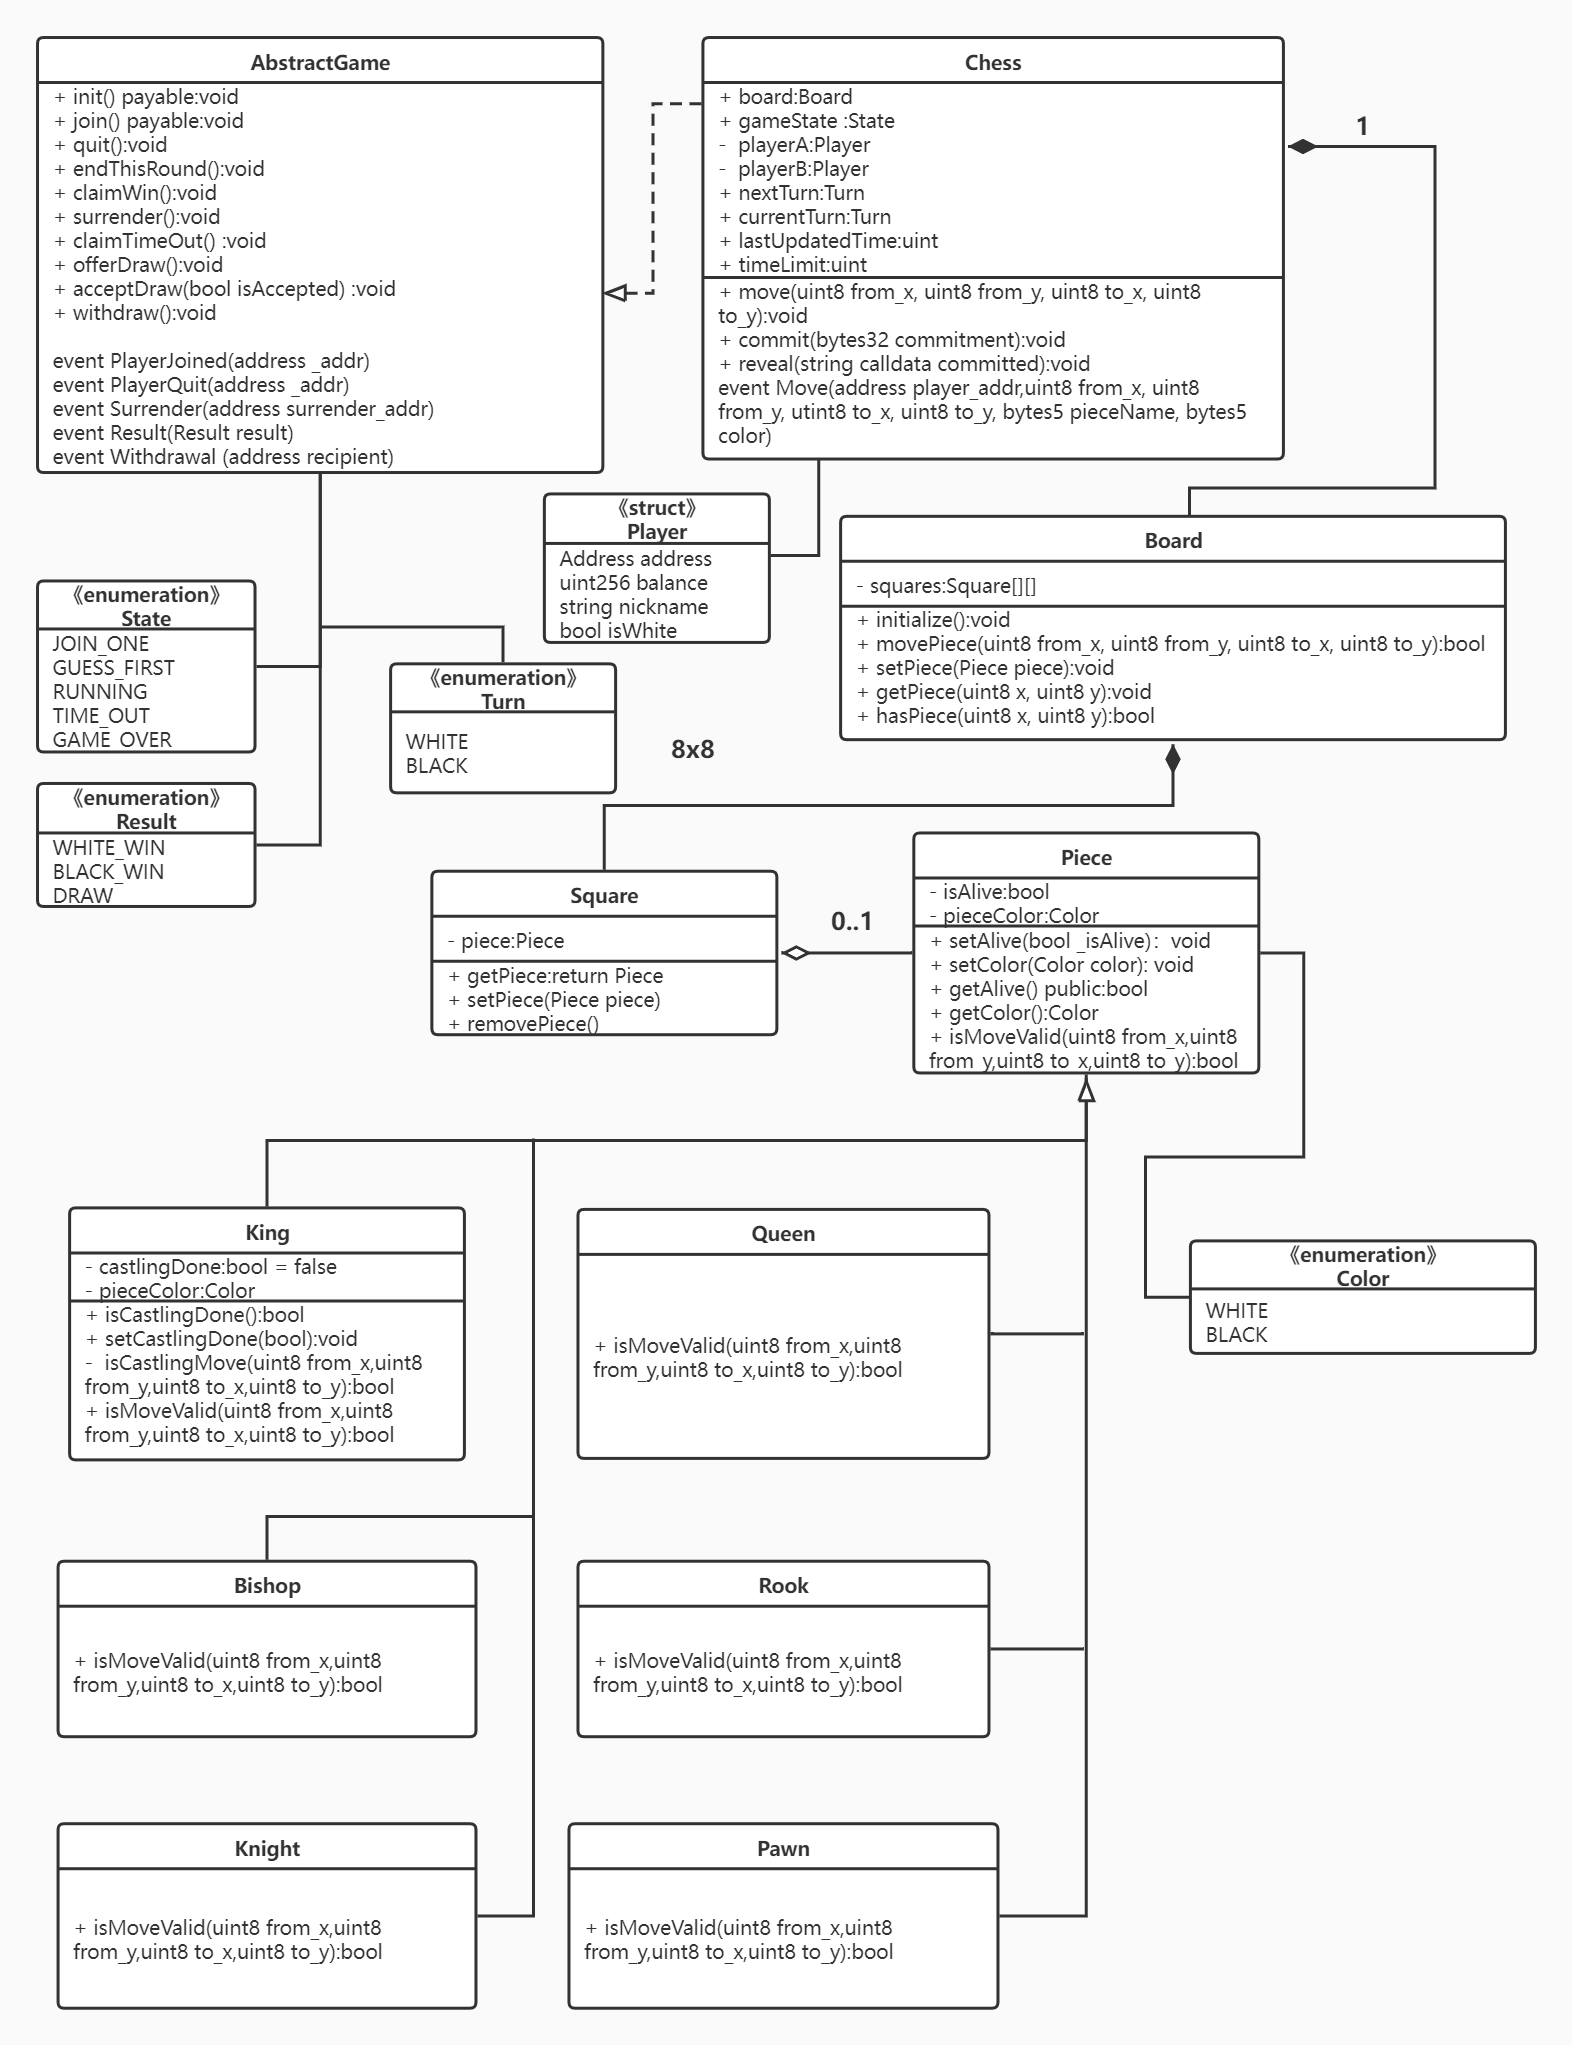 AbstractGame
+ init() payable:void
+ join() payable:void
+ quit():void
+ endThisRound():void
+ claimWin():void
+ surrender():void
+ claimTimeOut() :void
+ offerDraw():void
+ acceptDraw(bool isAccepted) :void
+ withdraw():void
event PlayerJoined(address _addr)
event PlayerQuit(address _addr)
event Surrender(address surrender_addr)
event Result(Result result)
event Withdrawal (address recipient)
Chess
+ board:Board
+ gameState :State
- playerA:Player
- playerB:Player
+ nextTurn:Turn
+ currentTurn:Turn
+ lastUpdatedTime:uint
+ timeLimit:uint
+ move(uint8 from_x, uint8 from_y, uint8 to_x, uint8
to_y):void
+ commit(bytes32 commitment):void
+ reveal(string calldata committed):void
event Move(address player_addr,uint8 from_x, uint8
from_y, utint8 to_x, uint8 to_y, bytes5 pieceName, bytes5
color)
1
《struct》
Player
Address address
uint256 balance
string nickname
bool isWhite
Board
- squares:Square[][]
+ initialize():void
+ movePiece(uint8 from_x, uint8 from_y, uint8 to_x, uint8 to_y):bool
+ setPiece(Piece piece):void
+ getPiece(uint8 x, uint8 y):void
+ hasPiece(uint8 x, uint8 y):bool
《enumeration》
State
JOIN_ONE
GUESS_FIRST
RUNNING
TIME_OUT
GAME_OVER
《enumeration》
Turn
WHITE
BLACK
8x8
《enumeration》
Result
WHITE_WIN
BLACK_WIN
DRAW
Square
- piece:Piece
+ getPiece:return Piece
+ setPiece(Piece piece)
+ removePiece()
0..1
Piece
- isAlive:bool
- pieceColor:Color
+ setAlive(bool _isAlive)：void
+ setColor(Color color): void
+ getAlive() public:bool
+ getColor():Color
+ isMoveValid(uint8 from_x,uint8
from_y,uint8 to_x,uint8 to_y):bool
King
- castlingDone:bool = false
- pieceColor:Color
+ isCastlingDone():bool
+ setCastlingDone(bool):void
- isCastlingMove(uint8 from_x,uint8
from_y,uint8 to_x,uint8 to_y):bool
+ isMoveValid(uint8 from_x,uint8
from_y,uint8 to_x,uint8 to_y):bool
Queen
+ isMoveValid(uint8 from_x,uint8
from_y,uint8 to_x,uint8 to_y):bool
《enumeration》
Color
WHITE
BLACK
Bishop
+ isMoveValid(uint8 from_x,uint8
from_y,uint8 to_x,uint8 to_y):bool
Rook
+ isMoveValid(uint8 from_x,uint8
from_y,uint8 to_x,uint8 to_y):bool
Knight
+ isMoveValid(uint8 from_x,uint8
from_y,uint8 to_x,uint8 to_y):bool
Pawn
+ isMoveValid(uint8 from_x,uint8
from_y,uint8 to_x,uint8 to_y):bool